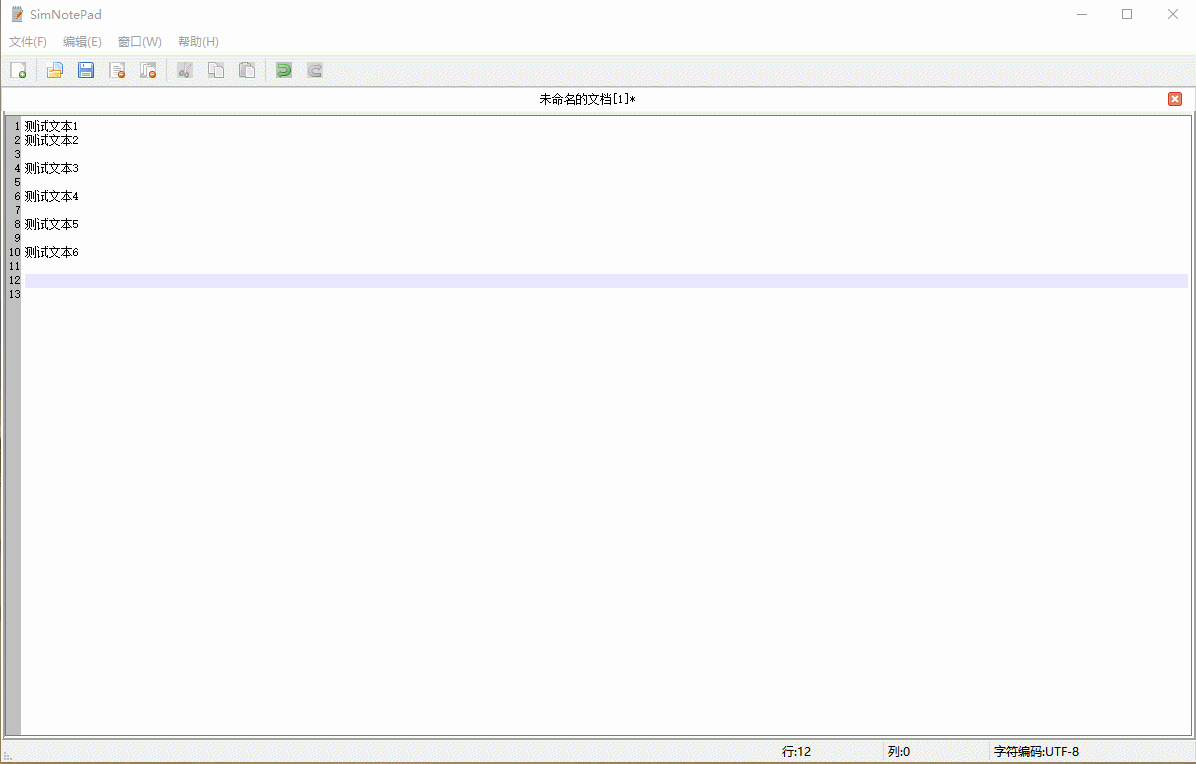 SimNotePad
文件(F) 编辑(E) 窗口(W) 帮助(H)
未命名的文档[1]*
1 测试文本1
2 测试文本2
3
4 测试文本3
5
6 测试文本4
7
8 测试文本5
9
10 测试文本6
11
12
13
行:12 列:0 字符编码:UTF-8